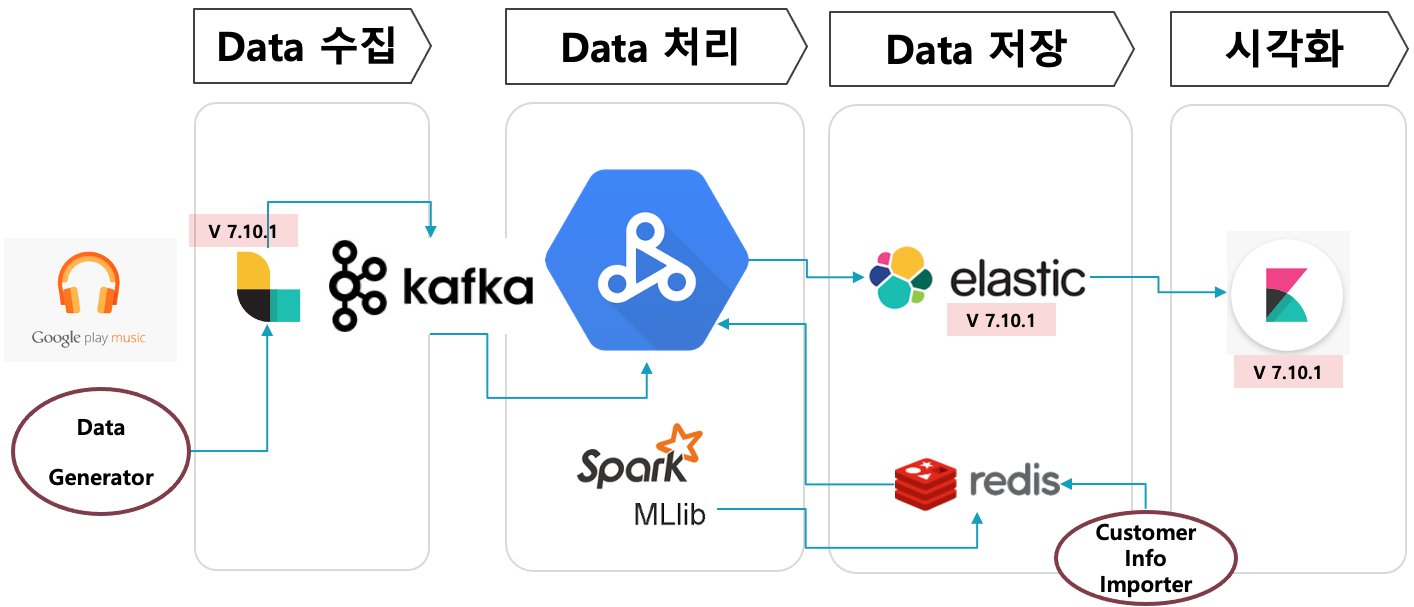 Data 수집
Data 처리
Data 저장
시각화
V 7.10.1
Google play music
kafka
elastic
V 7.10.1
V 7.10.1
Data
Generator
Spark
MLlib
redis
Customer
Info
Importer